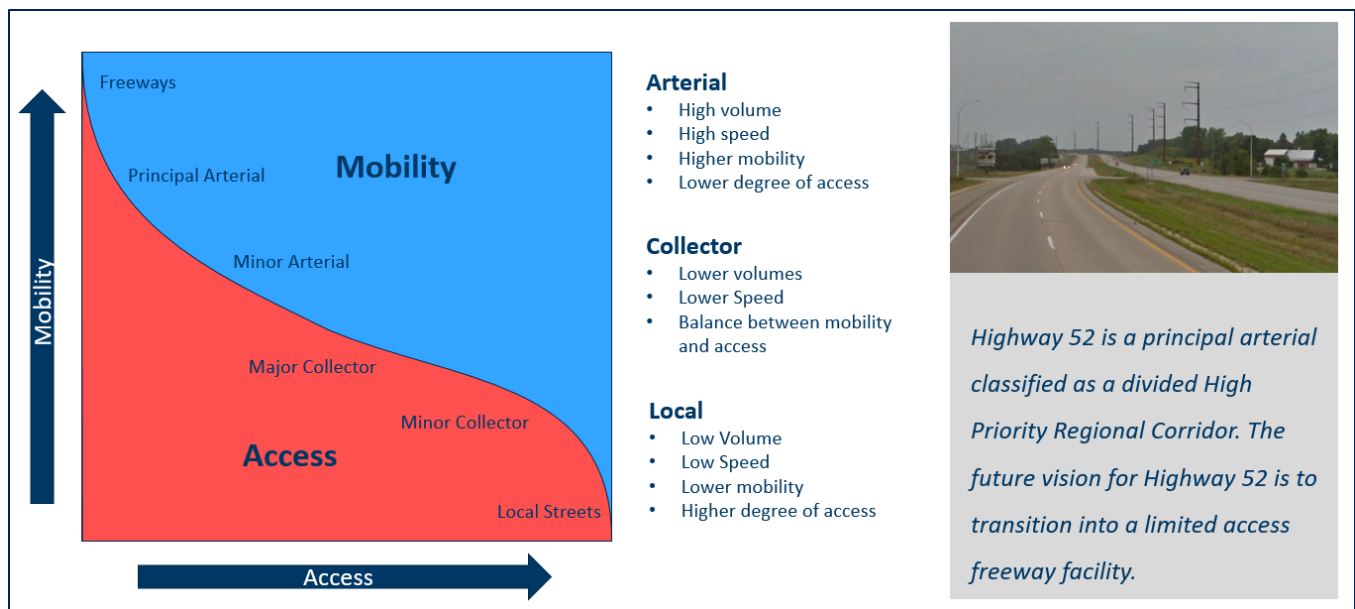 Mobility
Freeways
Principal Arterial
Mobility
Minor Arterial
Major Collector
Minor Collector
Access
Local Streets
Access
Arterial
• High volume
• High speed
• Higher mobility
• Lower degree of access
Collector
• Lower volumes
• Lower Speed
• Balance between mobility
and access
Local
• Low Volume
• Low Speed
• Lower mobility
• Higher degree of access
Highway 52 is a principal arterial
classified as a divided High
Priority Regional Corridor. The
future vision for Highway 52 is to
transition into a limited access
freeway facility.